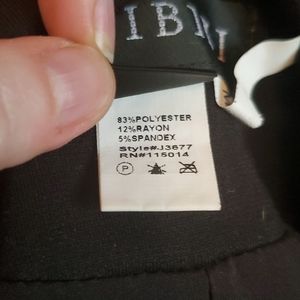 IBN
83%POLYESTER
12%RAYON
5%SPANDEX
Style#J3677
RN#115014
P